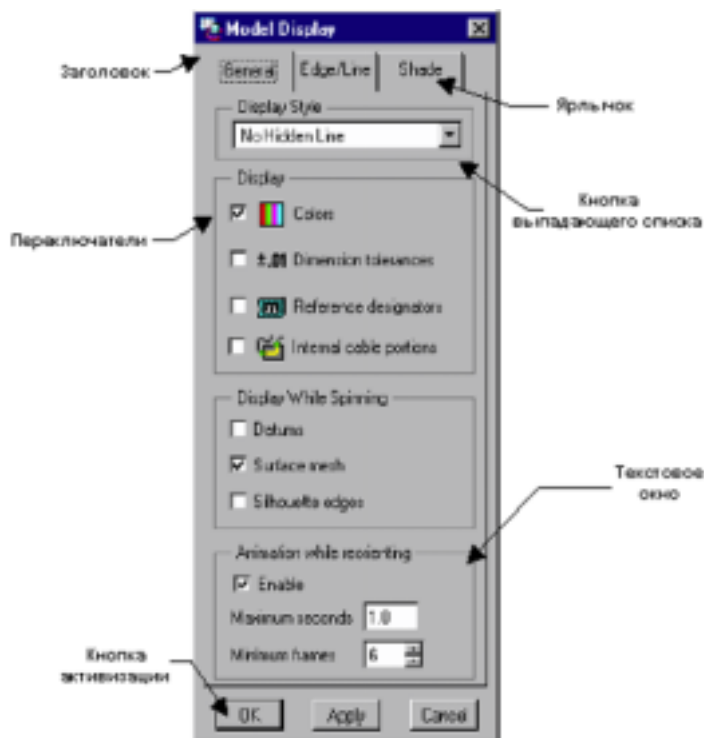 Model Display
Заголовок
General
Edge/Line
Shade
Ярлычок
Display Style
No Hidden Line
Кнопка
выпадающего списка
Display
Переключатели
Colors
±.01 Dimension tolerances
Reference designators
Internal cable portions
Display While Spinning
Datums
Surface mesh
Silhouette edges
Текстовое
окно
Animation while reorienting
Enable
Maximum seconds 1.0
Minimum frames 6
Кнопка
активизации
OK
Apply
Cancel